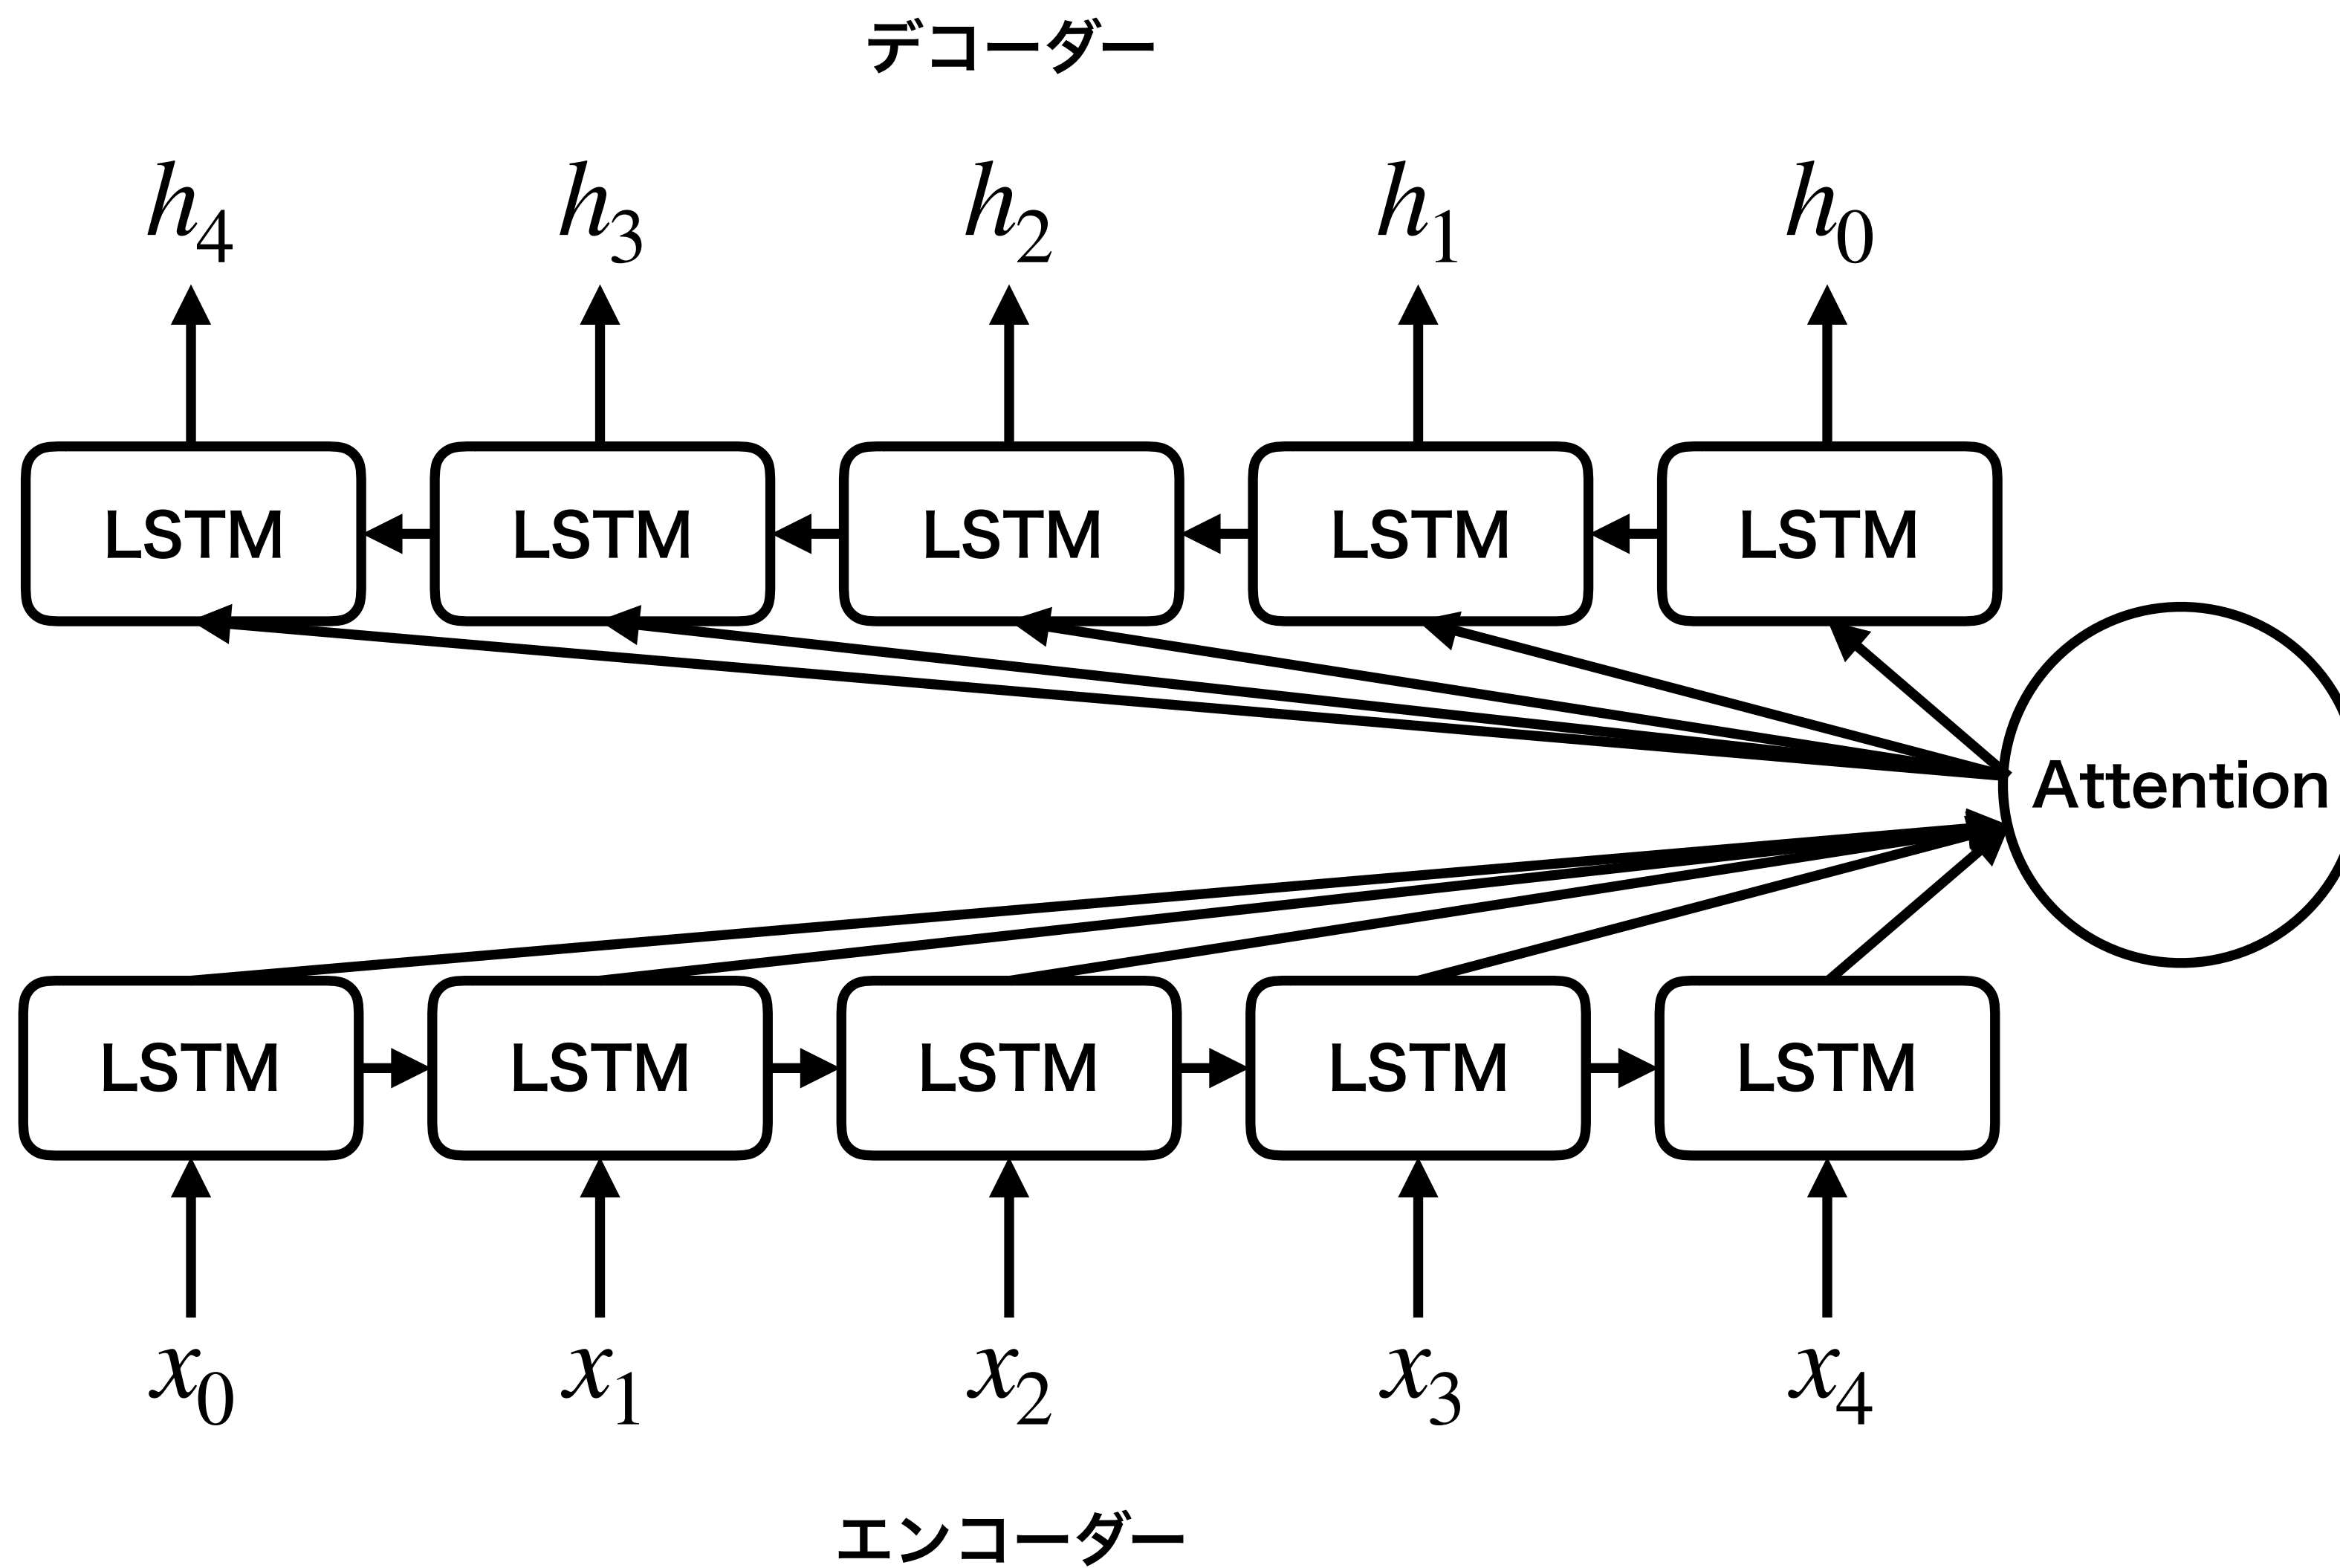 デコーダー
h4 h3 h2 h1 h0
LSTM LSTM LSTM LSTM LSTM
Attention
LSTM LSTM LSTM LSTM LSTM
x0 x1 x2 x3 x4
エンコーダー